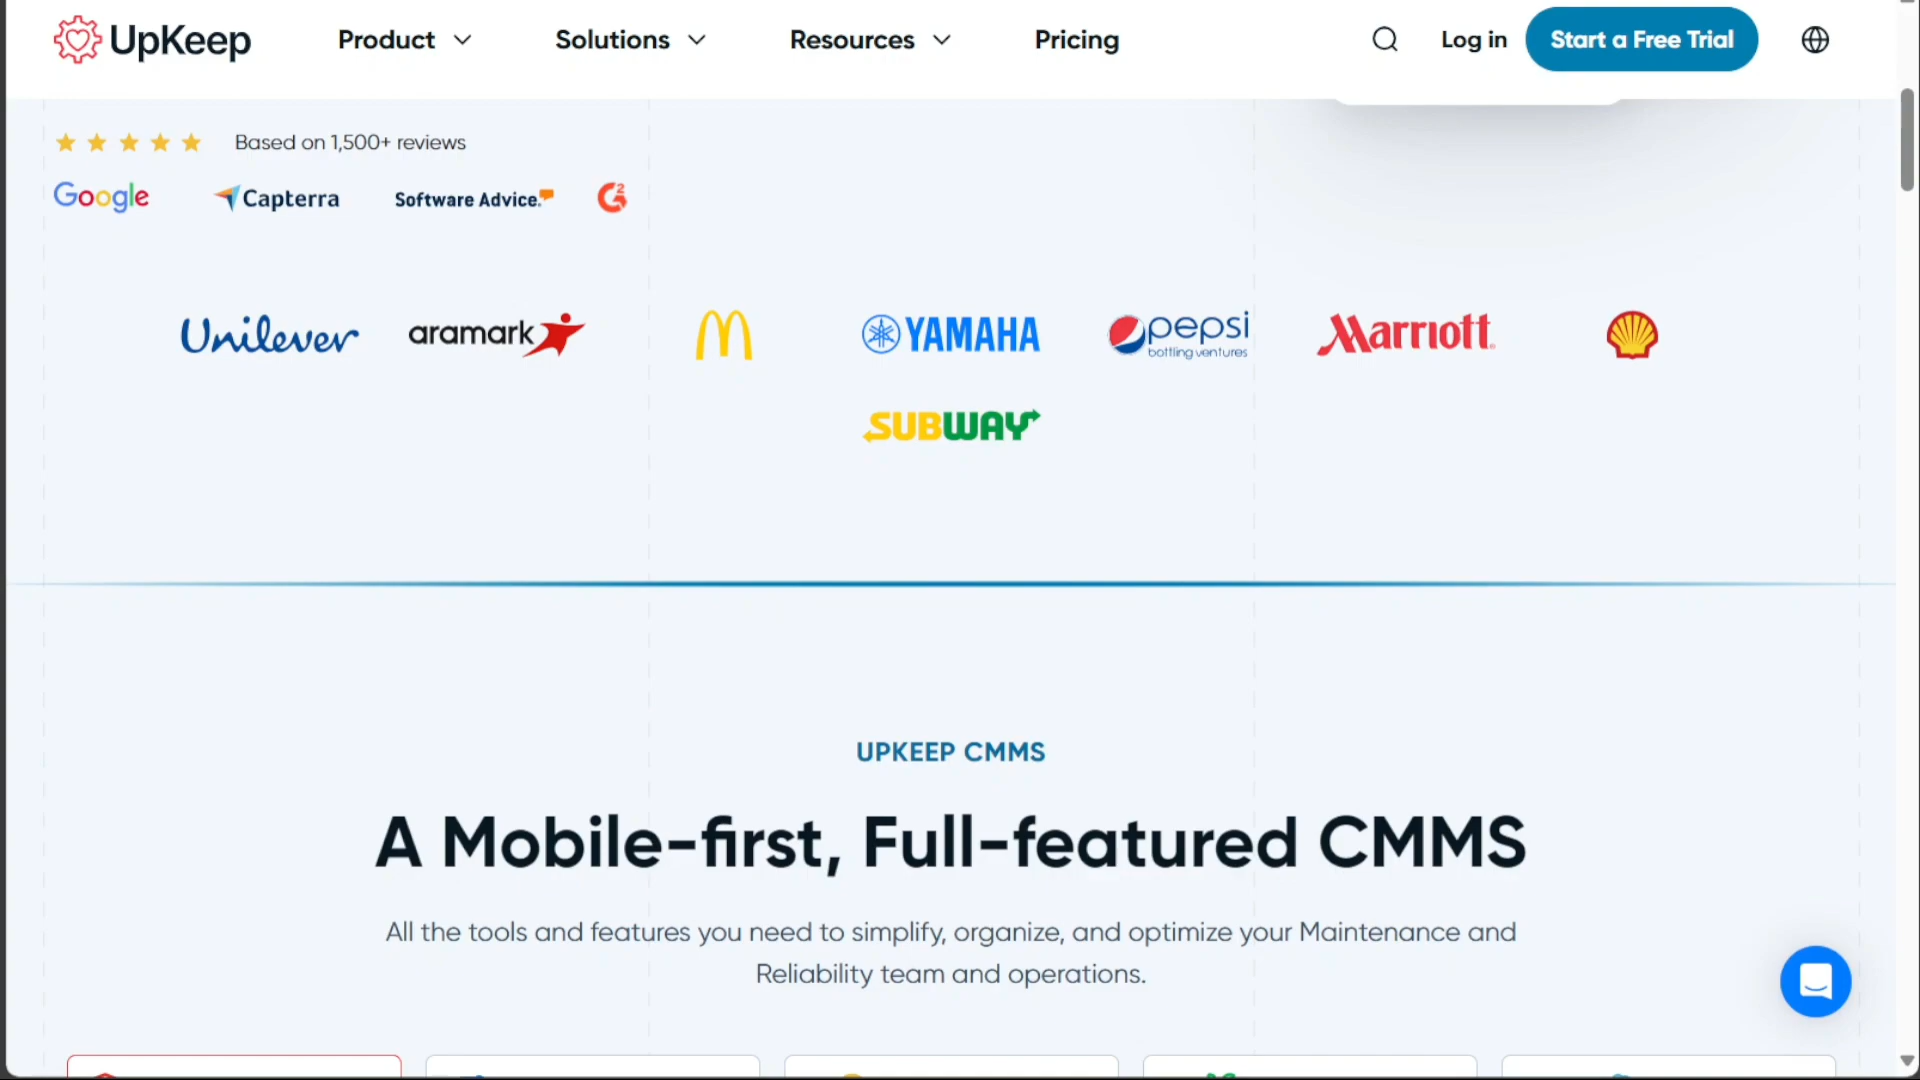 UpKeep
Product
Solutions
Resources
Pricing
Log in
Start a Free Trial
Based on 1,500+ reviews
Google
Capterra
Software Advice.
G2
Unilever
aramark
YAMAHA
pepsi
bottling ventures
Marriott
SUBWAY
UPKEEP CMMS
A Mobile-first, Full-featured CMMS
All the tools and features you need to simplify, organize, and optimize your Maintenance and
Reliability team and operations.